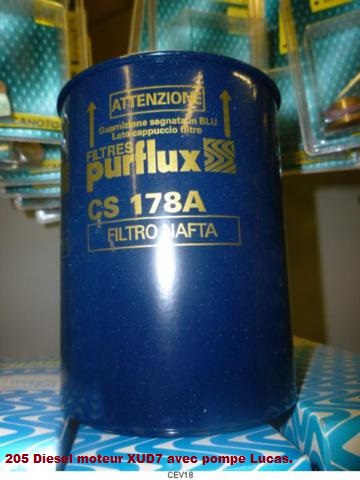 ATTENZIONE
Guarnizione segnata in BLU
Lato cappuccio filtre
FILTRES
purflux
CS 178A
FILTRO NAFTA
205 Diesel moteur XUD7 avec pompe Lucas.
CEV18